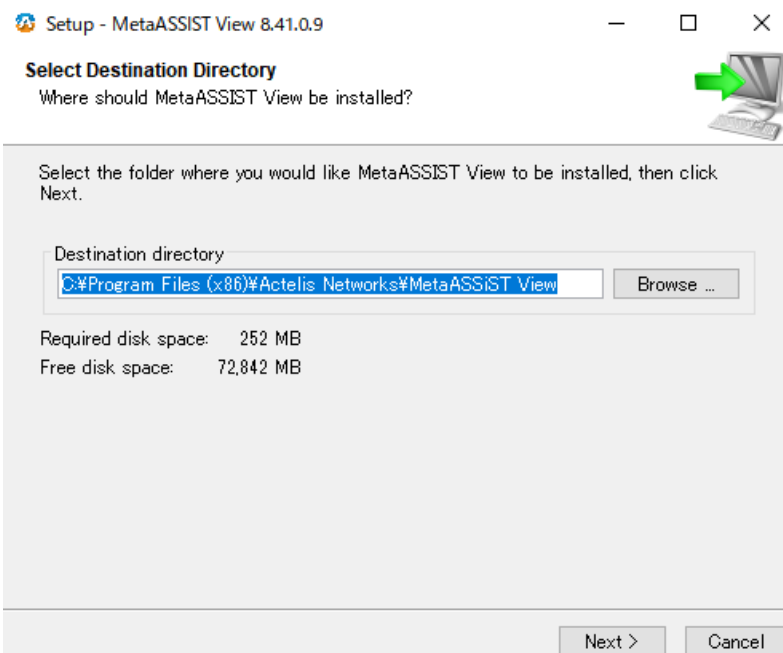 Setup - MetaASSIST View 8.41.0.9
Select Destination Directory
Where should MetaASSIST View be installed?
Select the folder where you would like MetaASSIST View to be installed, then click
Next.
Destination directory
C:¥Program Files (x86)¥Actelis Networks¥MetaASSiST View
Browse ...
Required disk space: 252 MB
Free disk space: 72,842 MB
Next >
Cancel